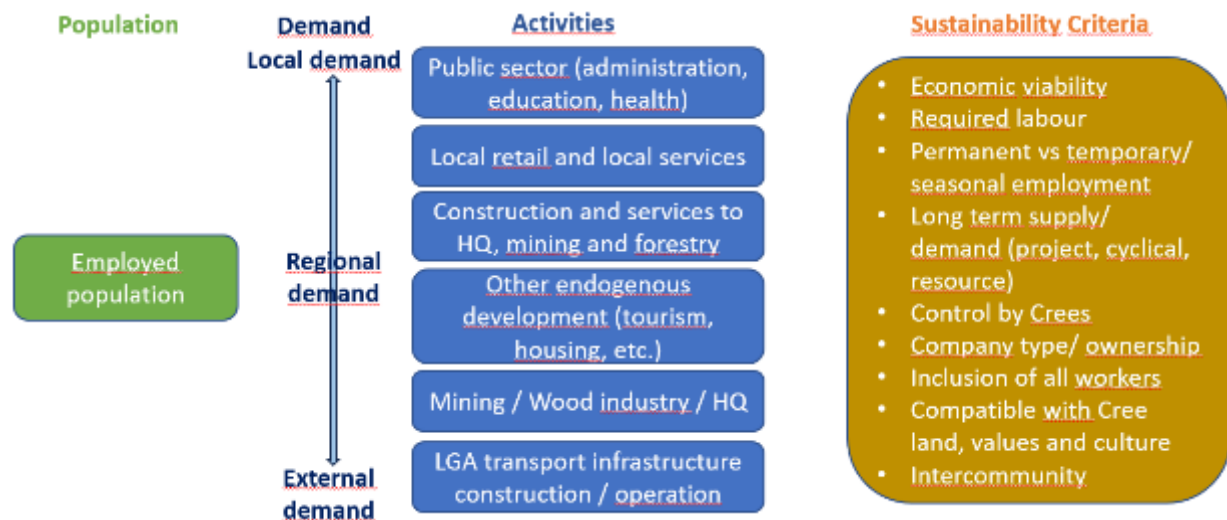 Population
Demand
Local demand
Regional
demand
External
demand
Activities
Sustainability Criteria
Employed
population
Public sector (administration,
education, health)
Local retail and local services
Construction and services to
HQ, mining and forestry
Other endogenous
development (tourism,
housing, etc.)
Mining / Wood industry / HQ
LGA transport infrastructure
construction / operation
• Economic viability
• Required labour
• Permanent vs temporary/
seasonal employment
• Long term supply/
demand (project, cyclical,
resource)
• Control by Crees
• Company type/ ownership
• Inclusion of all workers
• Compatible with Cree
land, values and culture
• Intercommunity